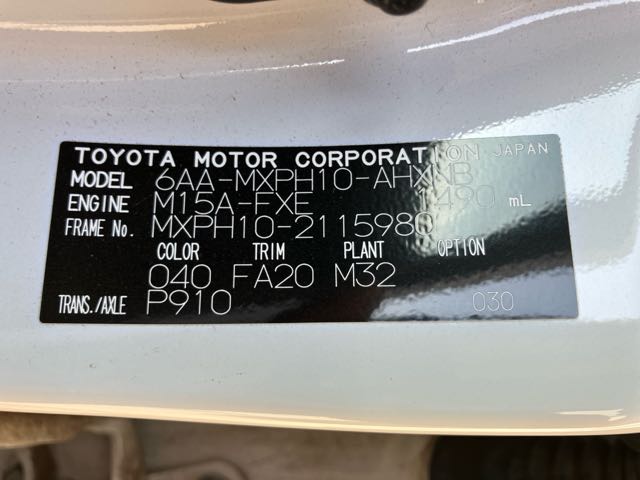 TOYOTA MOTOR CORPORATION JAPAN
MODEL 6AA-MXPH10-AHXNB
ENGINE M15A-FXE 1490 mL
FRAME No. MXPH10-2115980
COLOR TRIM PLANT OPTION
040 FA20 M32
TRANS./AXLE P910 030